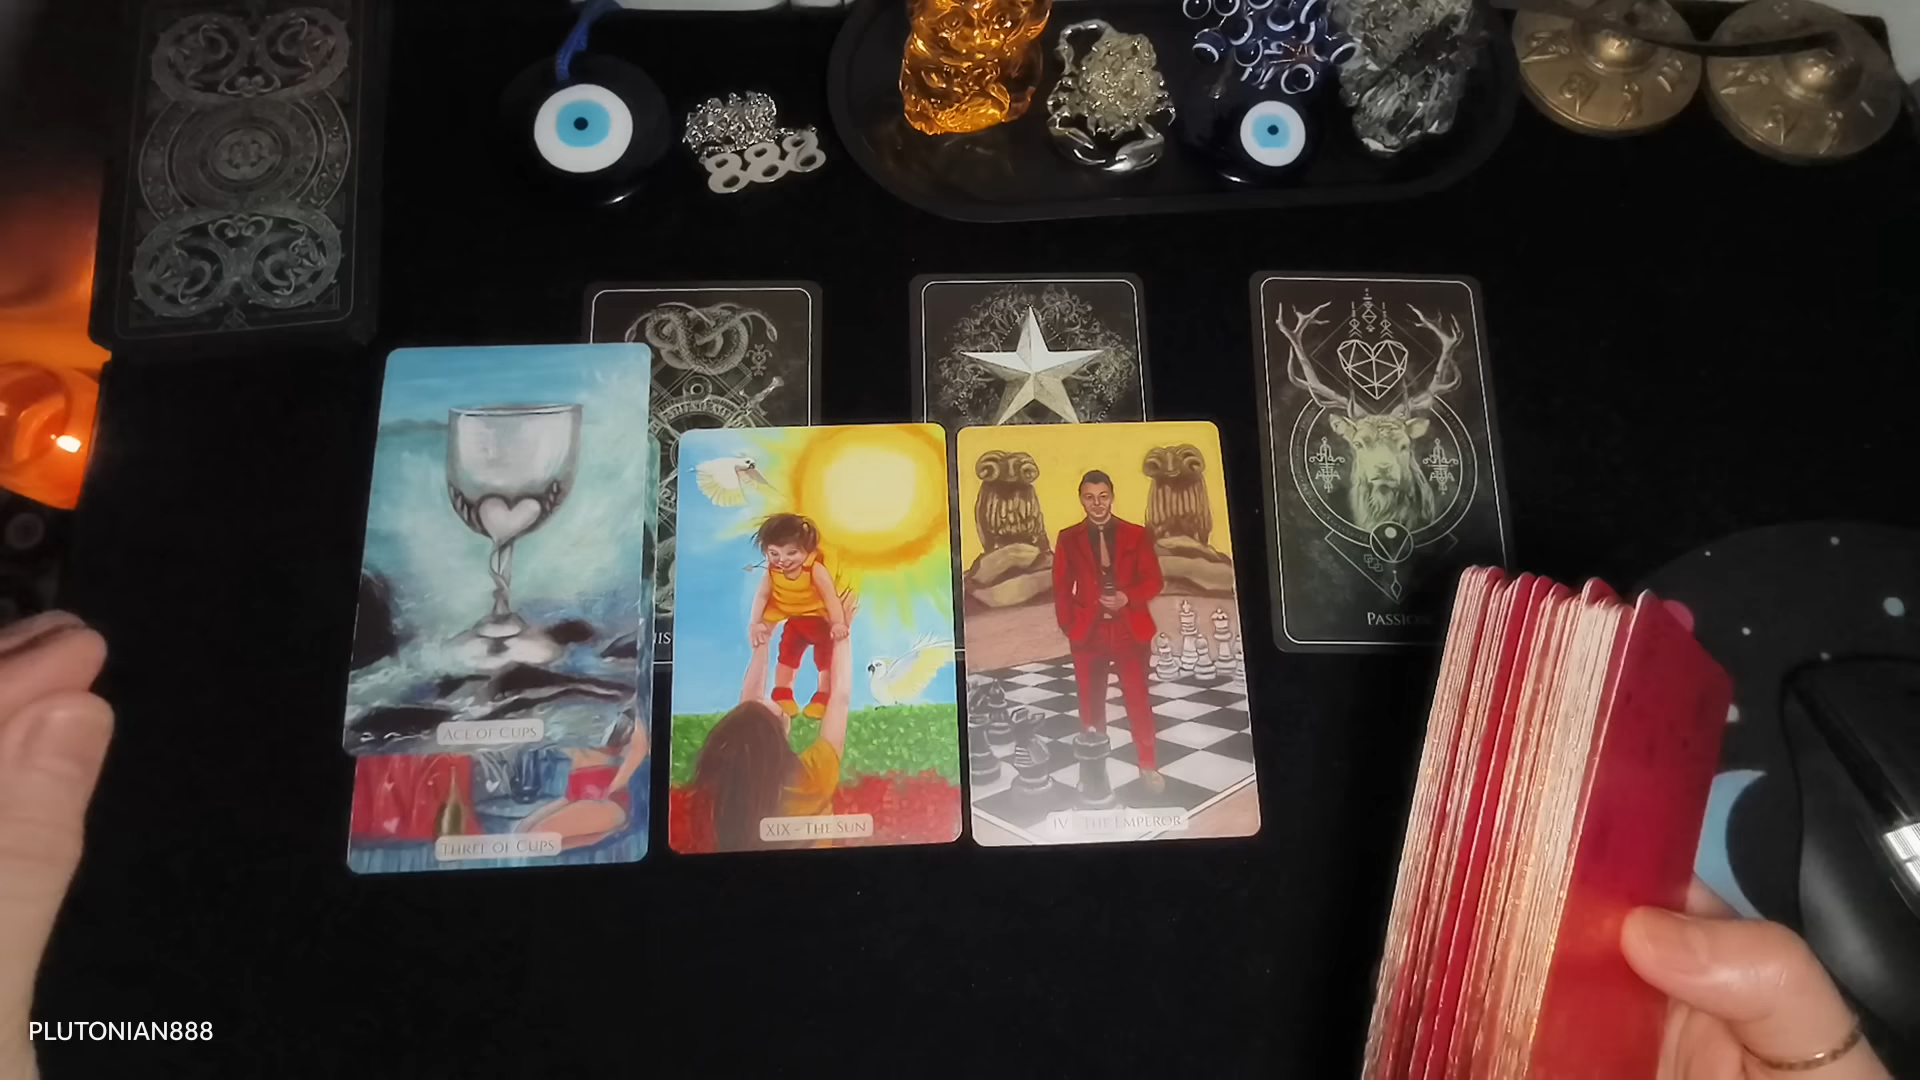 888
PASSION
ACE OF CUPS
THREE OF CUPS
XIX - THE SUN
IV - THE EMPEROR
PLUTONIAN888